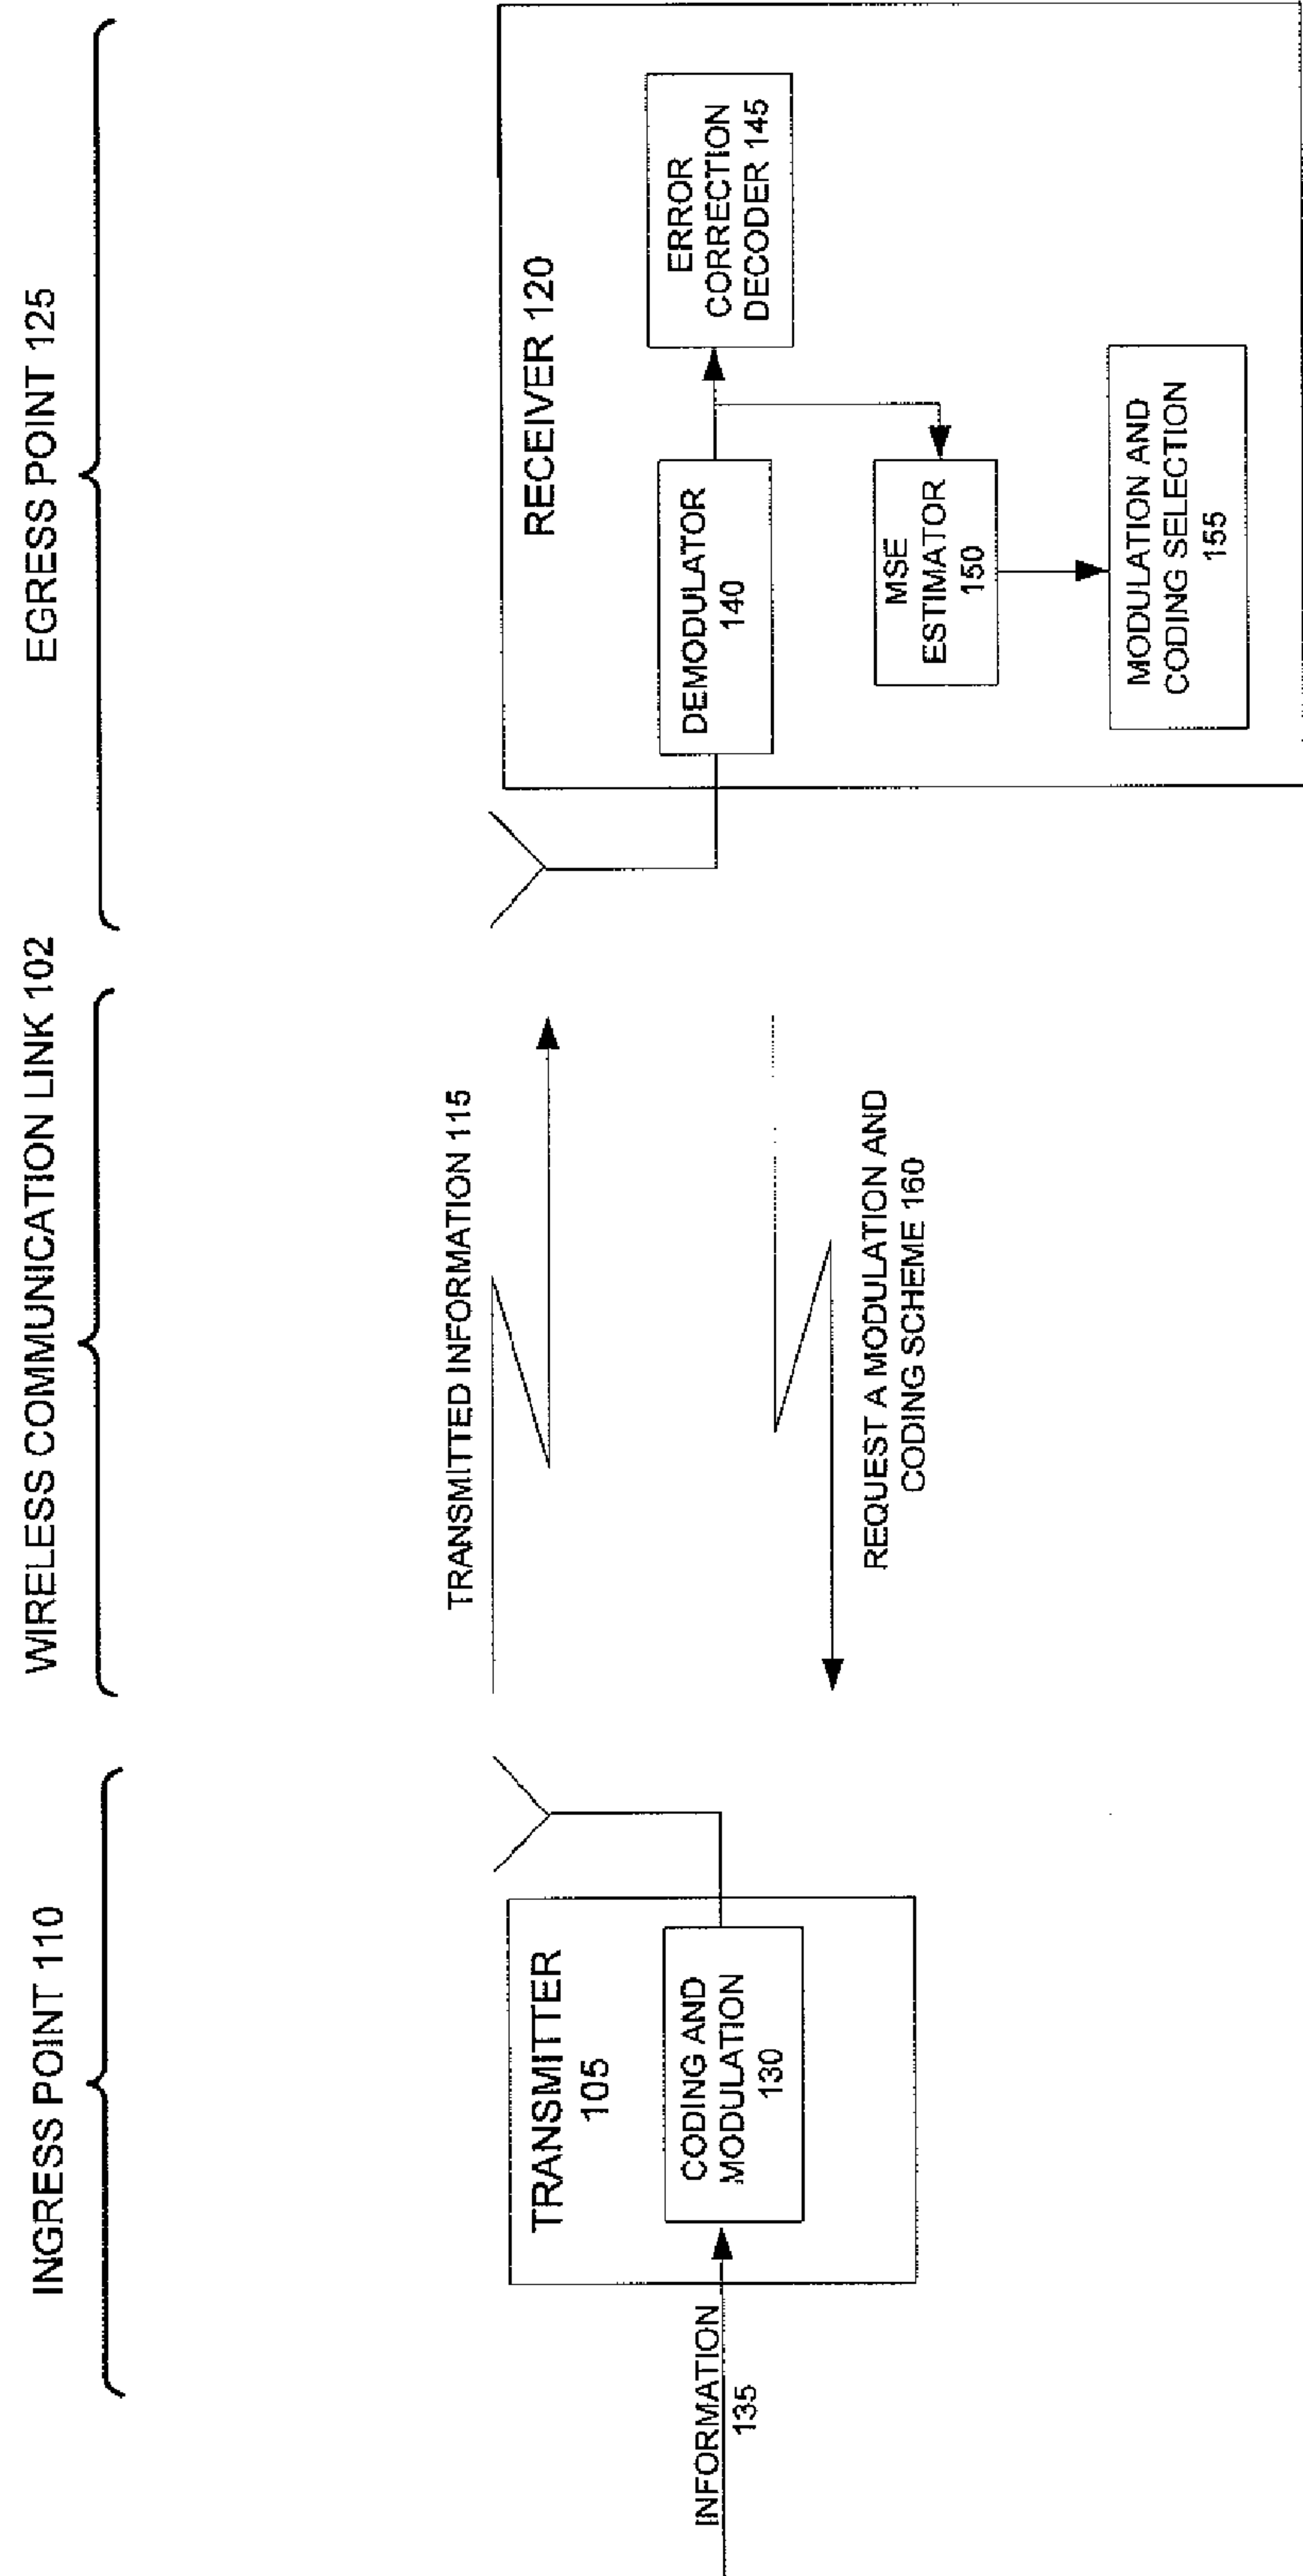 INGRESS POINT 110
WIRELESS COMMUNICATION LINK 102
EGRESS POINT 125
INFORMATION
135
TRANSMITTER
105
CODING AND
MODULATION
130
TRANSMITTED INFORMATION 115
REQUEST A MODULATION AND
CODING SCHEME 160
RECEIVER 120
DEMODULATOR
140
ERROR
CORRECTION
DECODER 145
MSE
ESTIMATOR
150
MODULATION AND
CODING SELECTION
155